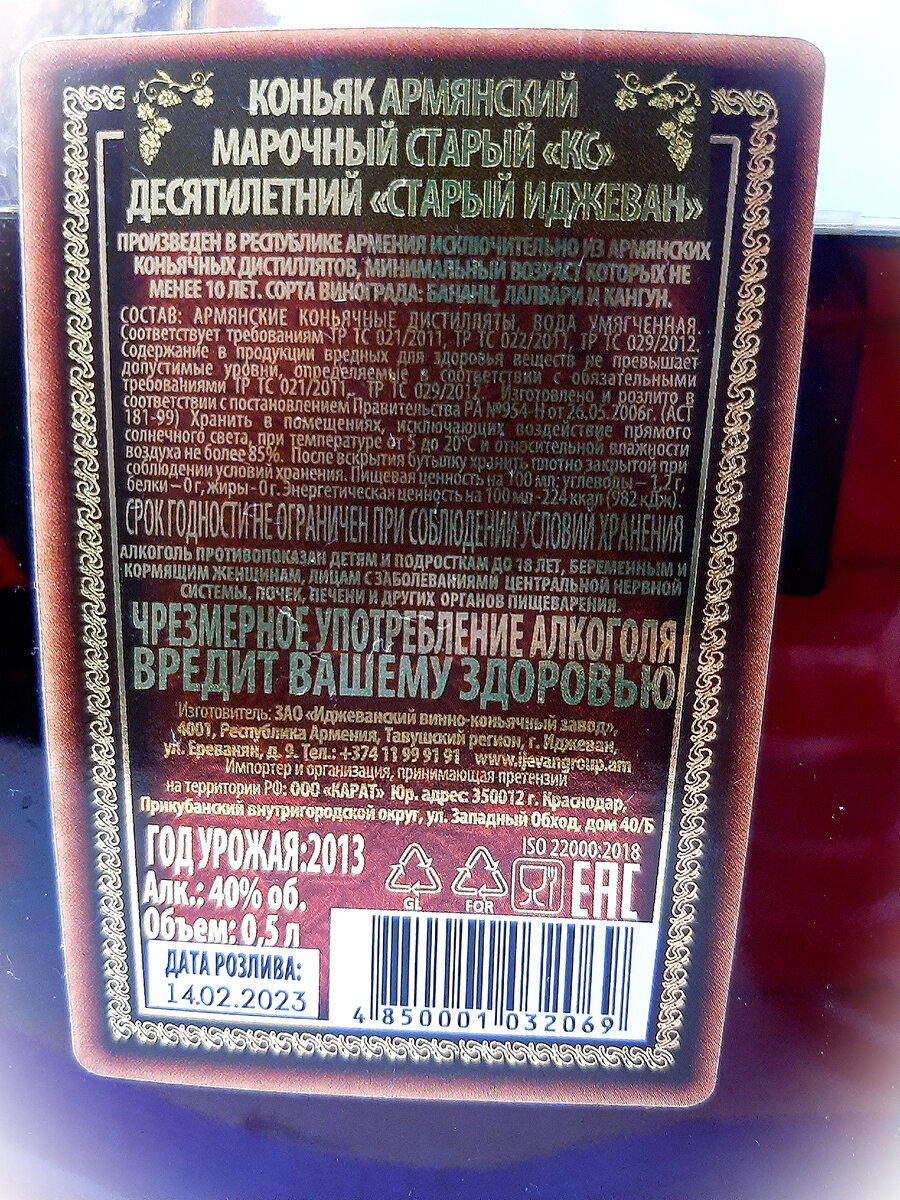 КОНЬЯК АРМЯНСКИЙ
МАРОЧНЫЙ СТАРЫЙ «КС»
ДЕСЯТИЛЕТНИЙ «СТАРЫЙ ИДЖЕВАН»
ПРОИЗВЕДЕН В РЕСПУБЛИКЕ АРМЕНИЯ ИСКЛЮЧИТЕЛЬНО ИЗ АРМЯНСКИХ
КОНЬЯЧНЫХ ДИСТИЛЛЯТОВ, МИНИМАЛЬНЫЙ ВОЗРАСТ КОТОРЫХ НЕ
МЕНЕЕ 10 ЛЕТ. СОРТА ВИНОГРАДА: БАНАНЦ, ЛАЛВАРИ И КАНГУН.
СОСТАВ: АРМЯНСКИЕ КОНЬЯЧНЫЕ ДИСТИЛЛЯТЫ, ВОДА УМЯГЧЕННАЯ.
Соответствует требованиям ТР ТС 021/2011, ТР ТС 022/2011, ТР ТС 029/2012.
Содержание в продукции вредных для здоровья веществ не превышает
допустимые уровни, определяемые в соответствии с обязательными
требованиями ТР ТС 021/2011, ТР ТС 029/2012. Изготовлено и розлито в
соответствии с постановлением Правительства РА №954-Н от 26.05.2006г. (АСТ
181-99) Хранить в помещениях, исключающих воздействие прямого
солнечного света, при температуре от 5 до 20°С и относительной влажности
воздуха не более 85%. После вскрытия бутылку хранить плотно закрытой при
соблюдении условий хранения. Пищевая ценность на 100 мл: углеводы – 1,2 г,
белки – 0 г, жиры - 0 г. Энергетическая ценность на 100 мл - 224 ккал (982 кДж).
СРОК ГОДНОСТИ НЕ ОГРАНИЧЕН ПРИ СОБЛЮДЕНИИ УСЛОВИЙ ХРАНЕНИЯ
АЛКОГОЛЬ ПРОТИВОПОКАЗАН ДЕТЯМ И ПОДРОСТКАМ ДО 18 ЛЕТ, БЕРЕМЕННЫМ И
КОРМЯЩИМ ЖЕНЩИНАМ, ЛИЦАМ С ЗАБОЛЕВАНИЯМИ ЦЕНТРАЛЬНОЙ НЕРВНОЙ
СИСТЕМЫ, ПОЧЕК, ПЕЧЕНИ И ДРУГИХ ОРГАНОВ ПИЩЕВАРЕНИЯ.
ЧРЕЗМЕРНОЕ УПОТРЕБЛЕНИЕ АЛКОГОЛЯ
ВРЕДИТ ВАШЕМУ ЗДОРОВЬЮ
Изготовитель: ЗАО «Иджеванский винно-коньячный завод»,
4001, Республика Армения, Тавушский регион, г. Иджеван,
ул. Ереванян. д. 9. Тел.: +374 11 99 91 91 www.ijevangroup.am
Импортер и организация, принимающая претензии
на территории РФ: ООО «КАРАТ» Юр. адрес: 350012 г. Краснодар,
Прикубанский внутригородской округ, ул. Западный Обход, дом 40/Б
ISO 22000:2018
ГОД УРОЖАЯ:2013
GL FOR EAC
Алк.: 40% об.
Объем: 0,5 л
ДАТА РОЗЛИВА:
14.02.2023
4 850001 032069